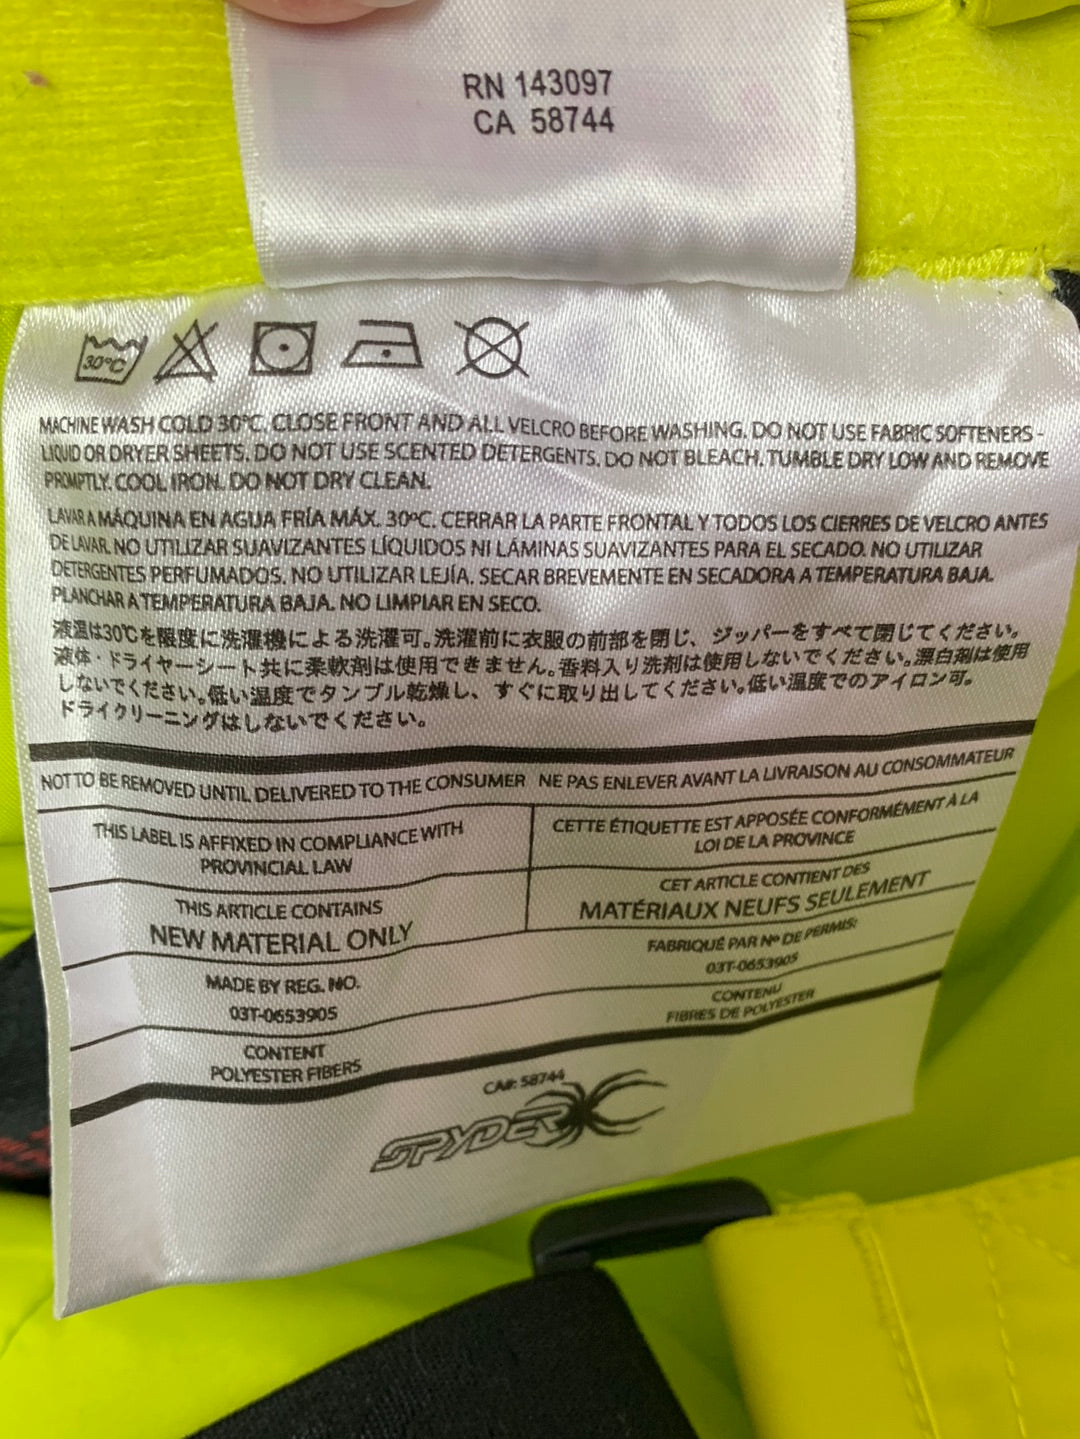 RN 143097
CA 58744
30°C
MACHINE WASH COLD 30°C. CLOSE FRONT AND ALL VELCRO BEFORE WASHING. DO NOT USE FABRIC SOFTENERS -
LIQUID OR DRYER SHEETS. DO NOT USE SCENTED DETERGENTS. DO NOT BLEACH. TUMBLE DRY LOW AND REMOVE
PROMPTLY. COOL IRON. DO NOT DRY CLEAN.
LAVAR A MÁQUINA EN AGUA FRÍA MÁX. 30°C. CERRAR LA PARTE FRONTAL Y TODOS LOS CIERRES DE VELCRO ANTES
DE LAVAR. NO UTILIZAR SUAVIZANTES LÍQUIDOS NI LÁMINAS SUAVIZANTES PARA EL SECADO. NO UTILIZAR
DETERGENTES PERFUMADOS. NO UTILIZAR LEJÍA. SECAR BREVEMENTE EN SECADORA A TEMPERATURA BAJA.
PLANCHAR A TEMPERATURA BAJA. NO LIMPIAR EN SECO.
液温は30℃を限度に洗濯機による洗濯可。洗濯前に衣服の前部を閉じ、ジッパーをすべて閉じてください。
液体・ドライヤーシート共に柔軟剤は使用できません。香料入り洗剤は使用しないでください。漂白剤は使用
しないでください。低い温度でタンブル乾燥し、すぐに取り出してください。低い温度でのアイロン可。
ドライクリーニングはしないでください。
NOT TO BE REMOVED UNTIL DELIVERED TO THE CONSUMER NE PAS ENLEVER AVANT LA LIVRAISON AU CONSOMMATEUR
THIS LABEL IS AFFIXED IN COMPLIANCE WITH
PROVINCIAL LAW
CETTE ÉTIQUETTE EST APPOSÉE CONFORMÉMENT À LA
LOI DE LA PROVINCE
THIS ARTICLE CONTAINS
NEW MATERIAL ONLY
CET ARTICLE CONTIENT DES
MATÉRIAUX NEUFS SEULEMENT
MADE BY REG. NO.
03T-0653905
FABRIQUÉ PAR Nº DE PERMIS:
03T-0653905
CONTENT
POLYESTER FIBERS
CONTENU
FIBRES DE POLYESTER
CA#: 58744
SPYDER